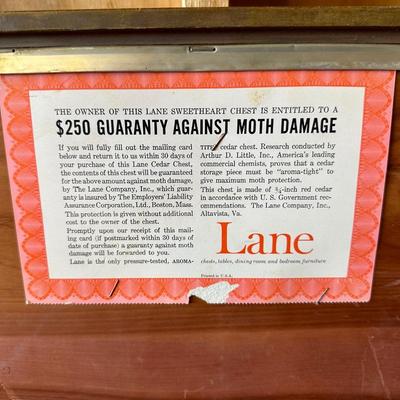 THE OWNER OF THIS LANE SWEETHEART CHEST IS ENTITLED TO A
$250 GUARANTY AGAINST MOTH DAMAGE
If you will fully fill out the mailing card
below and return it to us within 30 days of
your purchase of this Lane Cedar Chest,
the contents of this chest will be guaranteed
for the above amount against moth damage,
by The Lane Company, Inc., which guar-
anty is insured by The Employers' Liability
Assurance Corporation, Ltd., Boston, Mass.
This protection is given without additional
cost to the owner of the chest.
Promptly upon our receipt of this mail-
ing card (if postmarked within 30 days of
date of purchase) a guaranty against moth
damage will be forwarded to you.
Lane is the only pressure-tested, AROMA-
TITE cedar chest. Research conducted by
Arthur D. Little, Inc., America's leading
commercial chemists, proves that a cedar
storage piece must be "aroma-tight" to
give maximum moth protection.
This chest is made of ¾-inch red cedar
in accordance with U. S. Government rec-
ommendations. The Lane Company, Inc.,
Altavista, Va.
Lane
chests, tables, dining room and bedroom furniture
Printed in U.S.A.